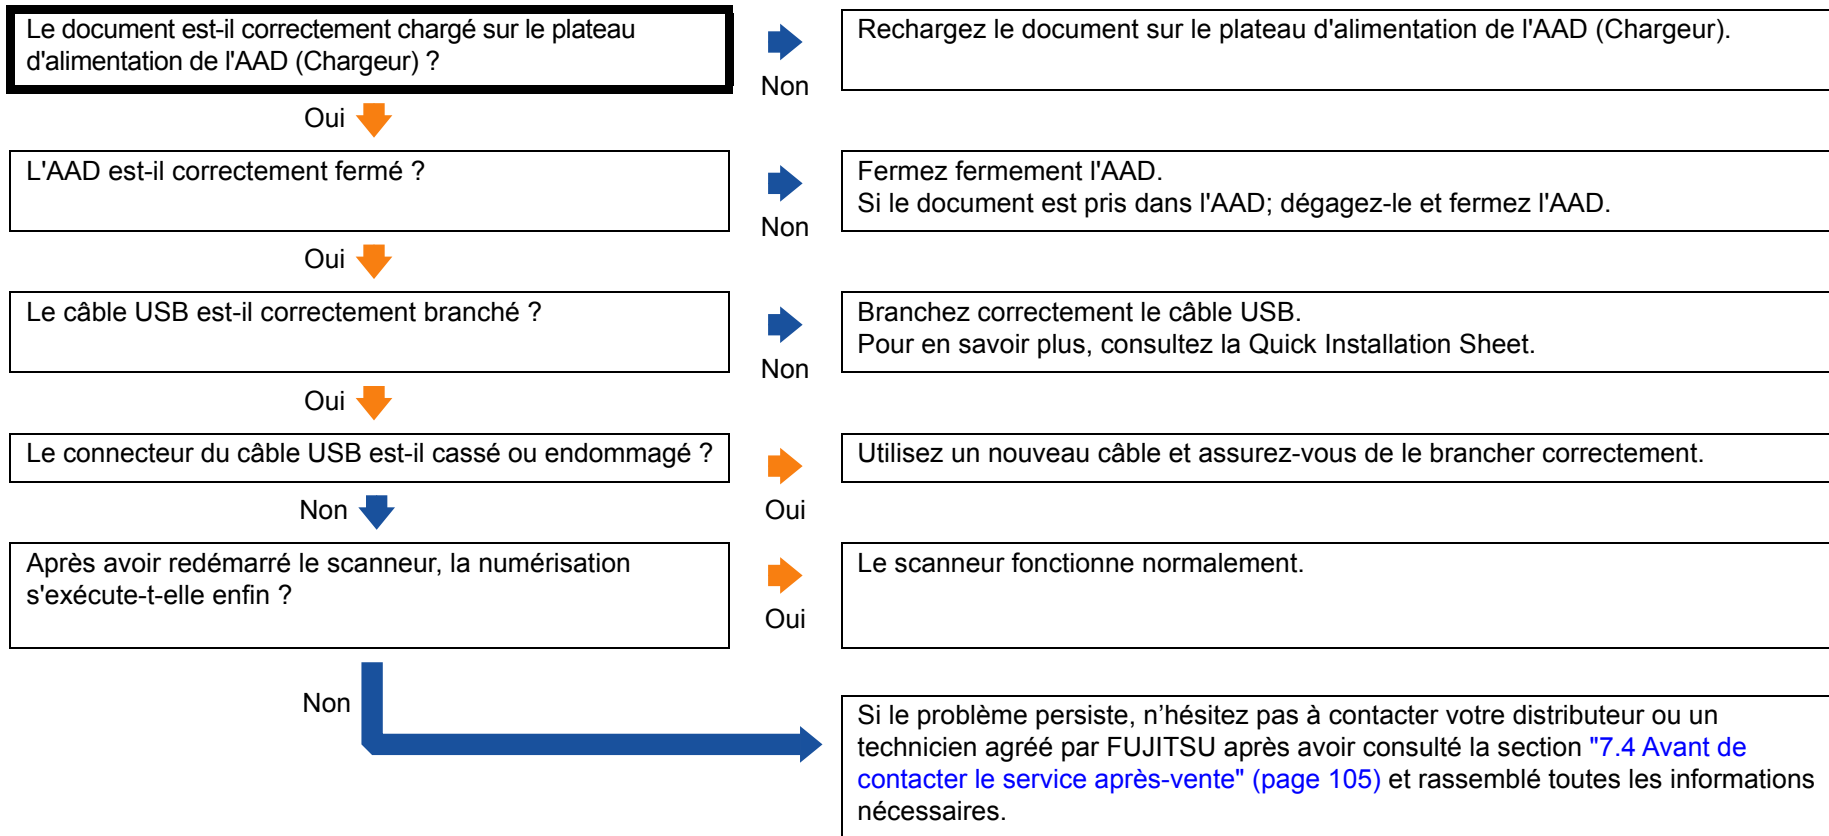 Le document est-il correctement chargé sur le plateau
d'alimentation de l'AAD (Chargeur) ?
Non
Rechargez le document sur le plateau d'alimentation de l'AAD (Chargeur).
Oui
L'AAD est-il correctement fermé ?
Non
Fermez fermement l'AAD.
Si le document est pris dans l'AAD; dégagez-le et fermez l'AAD.
Oui
Le câble USB est-il correctement branché ?
Non
Branchez correctement le câble USB.
Pour en savoir plus, consultez la Quick Installation Sheet.
Oui
Le connecteur du câble USB est-il cassé ou endommagé ?
Oui
Utilisez un nouveau câble et assurez-vous de le brancher correctement.
Non
Après avoir redémarré le scanneur, la numérisation
s'exécute-t-elle enfin ?
Oui
Le scanneur fonctionne normalement.
Non
Si le problème persiste, n’hésitez pas à contacter votre distributeur ou un
technicien agréé par FUJITSU après avoir consulté la section "7.4 Avant de
contacter le service après-vente" (page 105) et rassemblé toutes les informations
nécessaires.